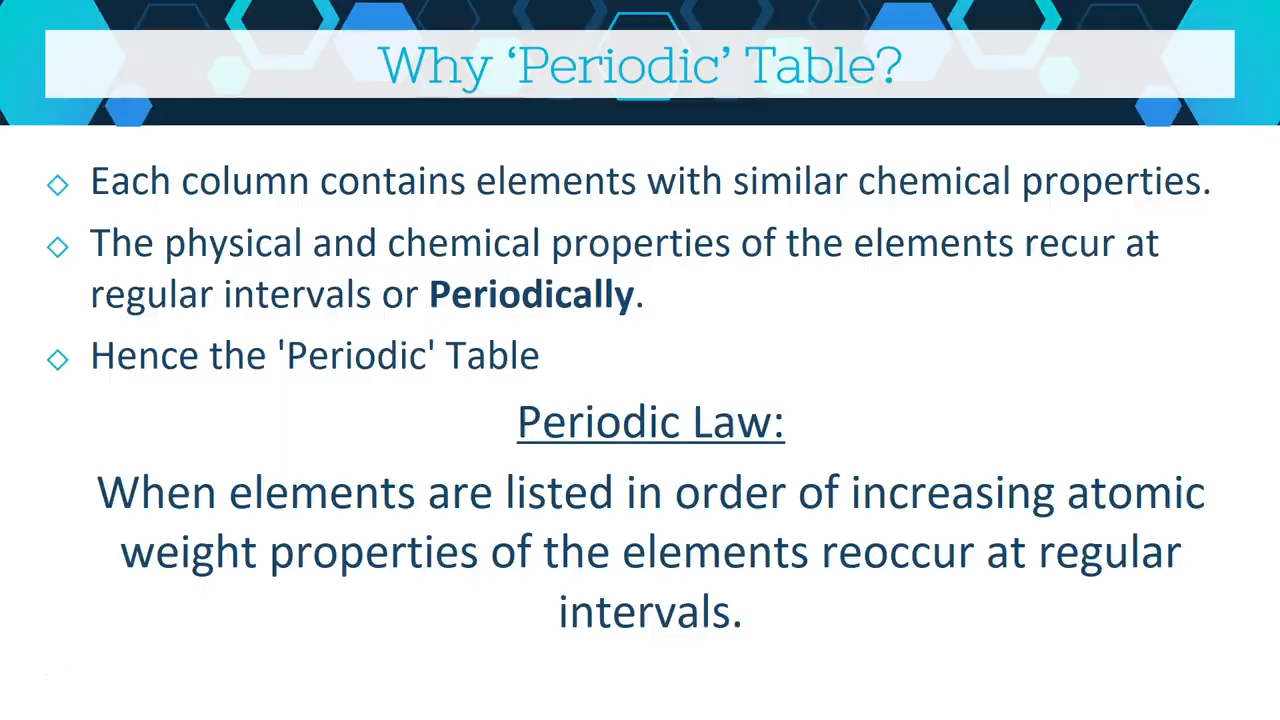 Why ‘Periodic’ Table?
Each column contains elements with similar chemical properties.
The physical and chemical properties of the elements recur at
regular intervals or Periodically.
Hence the 'Periodic' Table
Periodic Law:
When elements are listed in order of increasing atomic
weight properties of the elements reoccur at regular
intervals.